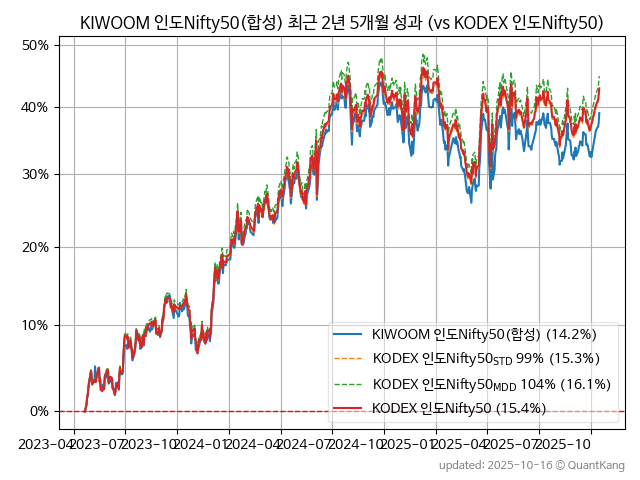 KIWOOM 인도Nifty50(합성) 최근 2년 5개월 성과 (vs KODEX 인도Nifty50)
50%
40%
30%
20%
10%
0%
KIWOOM 인도Nifty50(합성) (14.2%)
KODEX 인도Nifty50STD 99% (15.3%)
KODEX 인도Nifty50MDD 104% (16.1%)
KODEX 인도Nifty50 (15.4%)
2023-04 2023-07 2023-10 2024-01 2024-04 2024-07 2024-10 2025-01 2025-04 2025-07 2025-10
updated: 2025-10-16 © QuantKang